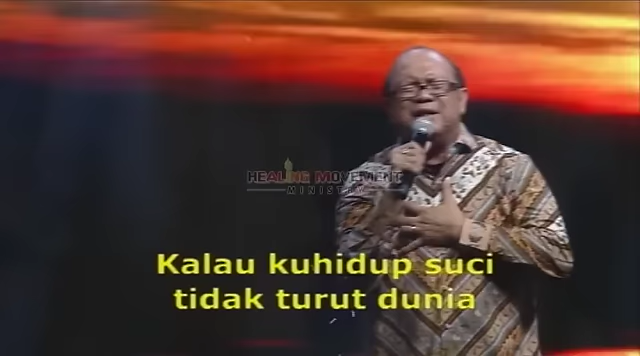 HEALING MOVEMENT
MINISTRY
Kalau kuhidup suci
tidak turut dunia